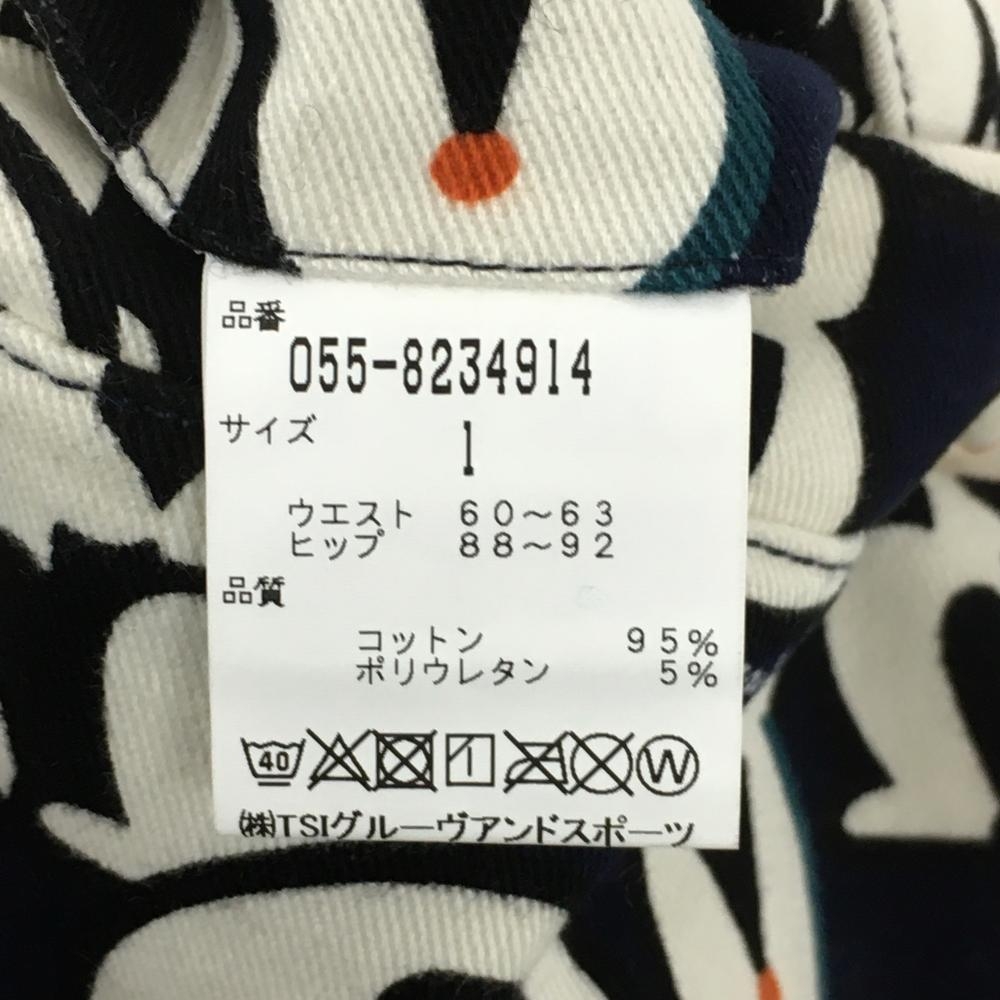 品番
055-8234914
サイズ 1
ウエスト 60～63
ヒップ 88～92
品質
コットン 95%
ポリウレタン 5%
40 W
㈱TSIグルーヴアンドスポーツ